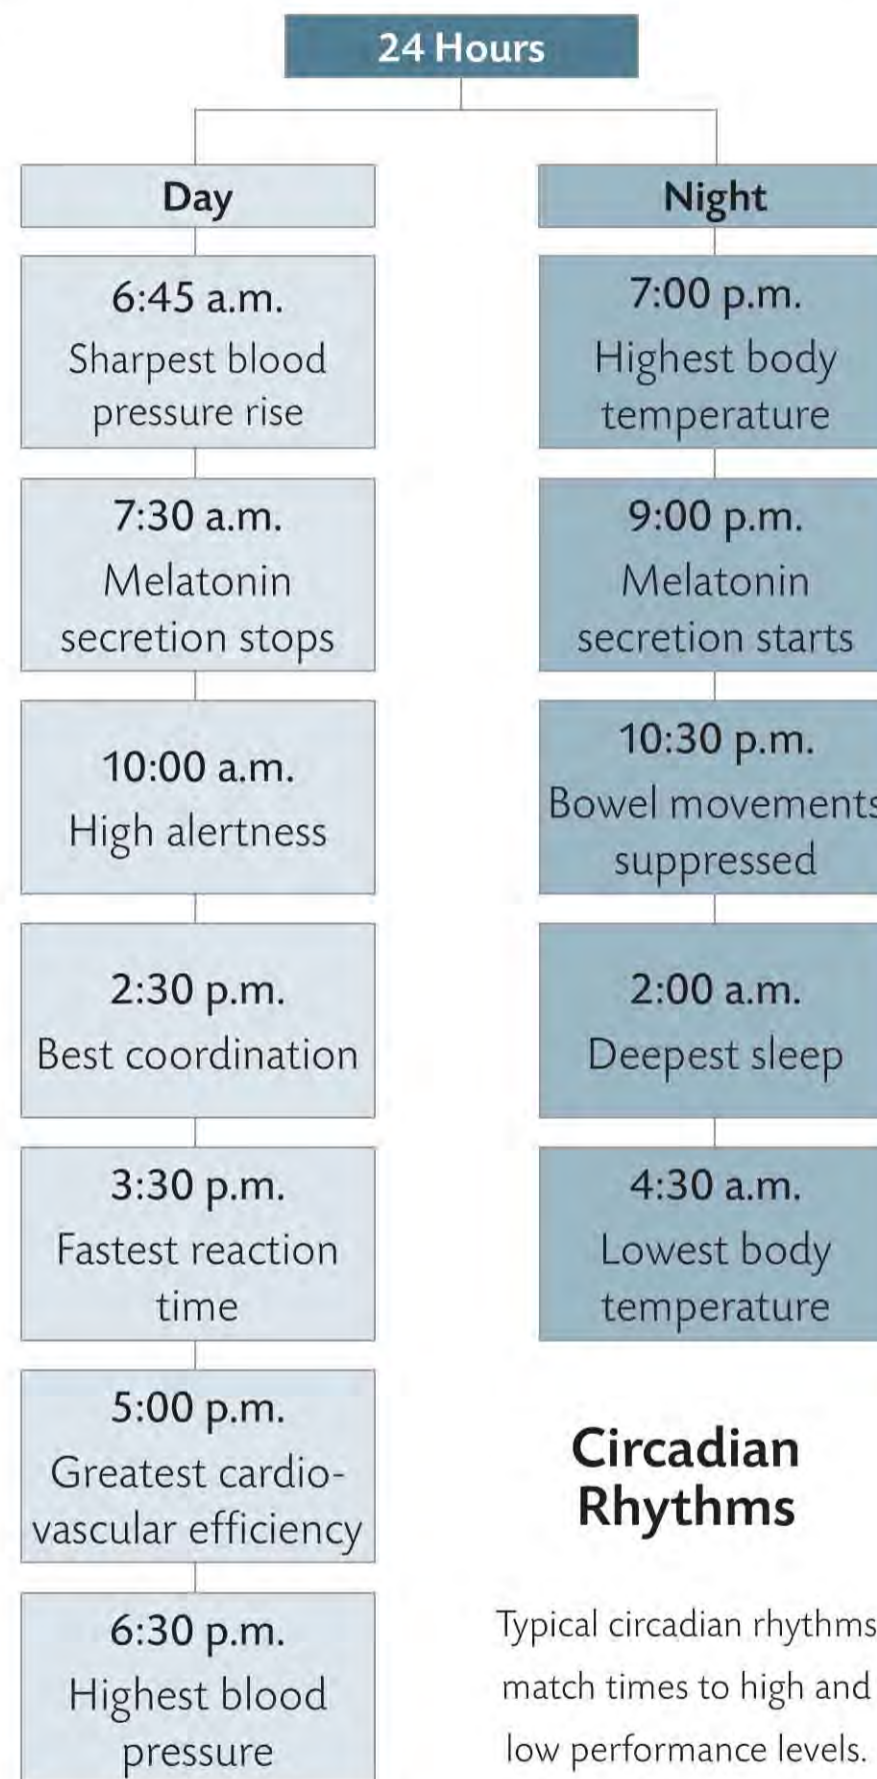 24 Hours
Day
6:45 a.m.
Sharpest blood
pressure rise
7:30 a.m.
Melatonin
secretion stops
10:00 a.m.
High alertness
2:30 p.m.
Best coordination
3:30 p.m.
Fastest reaction
time
5:00 p.m.
Greatest cardio-
vascular efficiency
6:30 p.m.
Highest blood
pressure
Night
7:00 p.m.
Highest body
temperature
9:00 p.m.
Melatonin
secretion starts
10:30 p.m.
Bowel movements
suppressed
2:00 a.m.
Deepest sleep
4:30 a.m.
Lowest body
temperature
Circadian
Rhythms
Typical circadian rhythms
match times to high and
low performance levels.